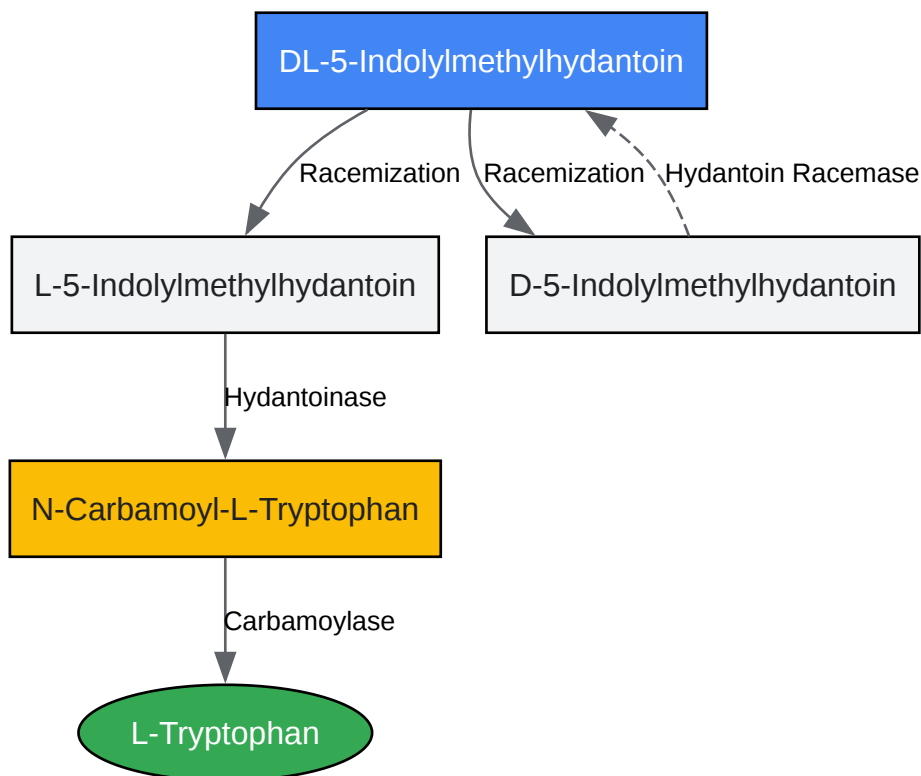 DL-5-Indolylmethylhydantoin
Racemization
Racemization
Hydantoin Racemase
L-5-Indolylmethylhydantoin
D-5-Indolylmethylhydantoin
Hydantoinase
N-Carbamoyl-L-Tryptophan
Carbamoylase
L-Tryptophan